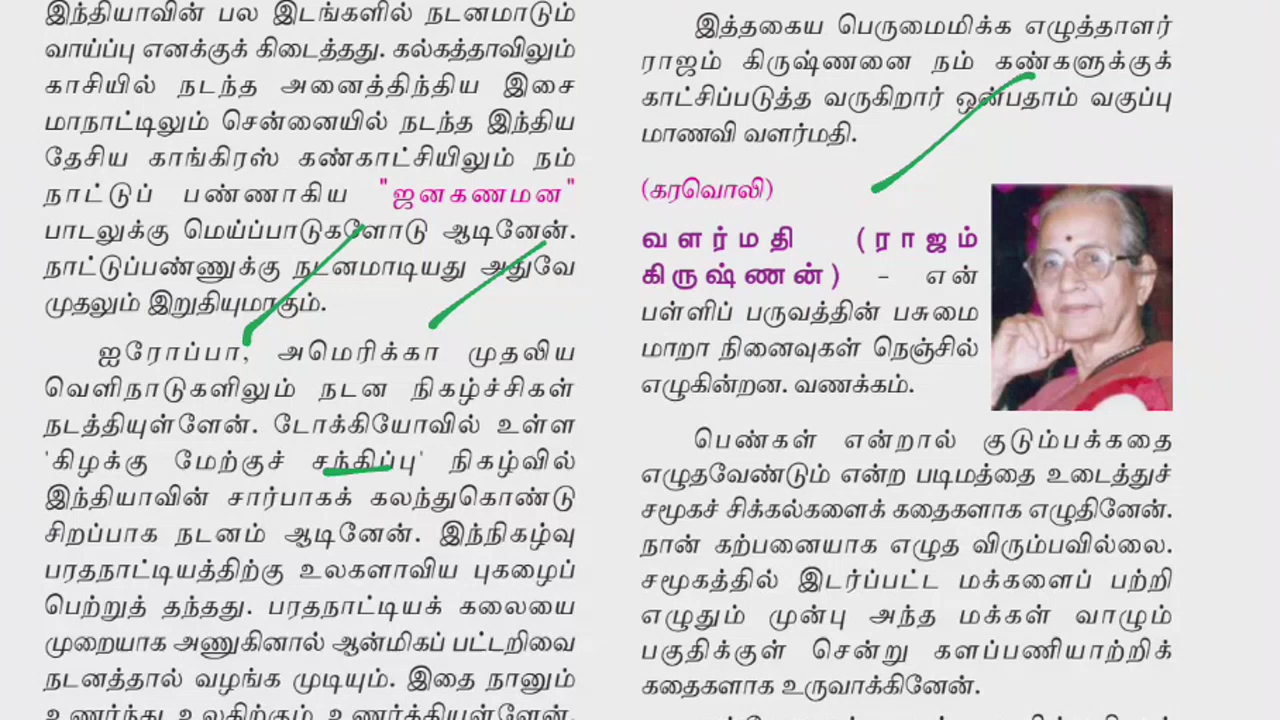 இந்தியாவின் பல இடங்களில் நடனமாடும்
வாய்ப்பு எனக்குக் கிடைத்தது. கல்கத்தாவிலும்
காசியில் நடந்த அனைத்திந்திய இசை
மாநாட்டிலும் சென்னையில் நடந்த இந்திய
தேசிய காங்கிரஸ் கண்காட்சியிலும் நம்
நாட்டுப் பண்ணாகிய "ஜனகணமன"
பாடலுக்கு மெய்ப்பாடுகளோடு ஆடினேன்.
நாட்டுப்பண்ணுக்கு நடனமாடியது அதுவே
முதலும் இறுதியுமாகும்.
ஐரோப்பா, அமெரிக்கா முதலிய
வெளிநாடுகளிலும் நடன நிகழ்ச்சிகள்
நடத்தியுள்ளேன். டோக்கியோவில் உள்ள
'கிழக்கு மேற்குச் சந்திப்பு' நிகழ்வில்
இந்தியாவின் சார்பாகக் கலந்துகொண்டு
சிறப்பாக நடனம் ஆடினேன். இந்நிகழ்வு
பரதநாட்டியத்திற்கு உலகளாவிய புகழைப்
பெற்றுத் தந்தது. பரதநாட்டியக் கலையை
முறையாக அணுகினால் ஆன்மிகப் பட்டறிவை
நடனத்தால் வழங்க முடியும். இதை நானும்
உணர்ந்து உலகிற்கும் உணர்த்தியுள்ளேன்.
இத்தகைய பெருமைமிக்க எழுத்தாளர்
ராஜம் கிருஷ்ணனை நம் கண்களுக்குக்
காட்சிப்படுத்த வருகிறார் ஒன்பதாம் வகுப்பு
மாணவி வளர்மதி.
(கரவொலி)
வளர்மதி (ராஜம்
கிருஷ்ணன்) – என்
பள்ளிப் பருவத்தின் பசுமை
மாறா நினைவுகள் நெஞ்சில்
எழுகின்றன. வணக்கம்.
பெண்கள் என்றால் குடும்பக்கதை
எழுதவேண்டும் என்ற படிமத்தை உடைத்துச்
சமூகச் சிக்கல்களைக் கதைகளாக எழுதினேன்.
நான் கற்பனையாக எழுத விரும்பவில்லை.
சமூகத்தில் இடர்ப்பட்ட மக்களைப் பற்றி
எழுதும் முன்பு அந்த மக்கள் வாழும்
பகுதிக்குள் சென்று களப்பணியாற்றிக்
கதைகளாக உருவாக்கினேன்.